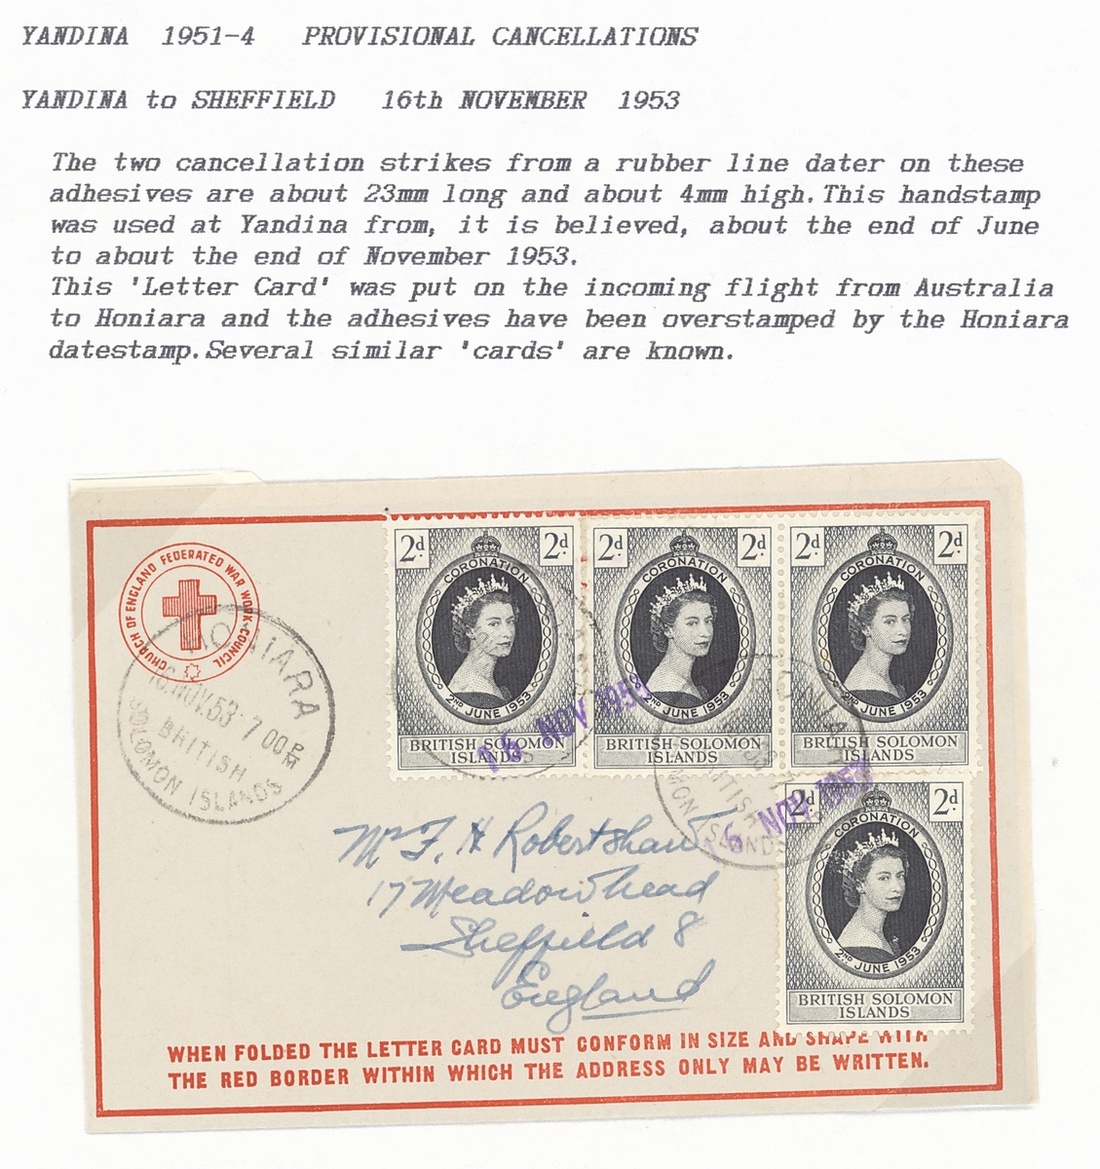 YANDINA 1951-4 PROVISIONAL CANCELLATIONS
YANDINA to SHEFFIELD 16th NOVEMBER 1953
The two cancellation strikes from a rubber line dater on these
adhesives are about 23mm long and about 4mm high.This handstamp
was used at Yandina from, it is believed, about the end of June
to about the end of November 1953.
This 'Letter Card' was put on the incoming flight from Australia
to Honiara and the adhesives have been overstamped by the Honiara
datestamp.Several similar 'cards' are known.
CHURCH OF ENGLAND FEDERATED WAR WORK COUNCIL
HONIARA
NOV.53 7 00 PM
BRITISH
SOLOMON ISLANDS
2d. 2d.
CORONATION
2ND JUNE 1953
BRITISH SOLOMON
ISLANDS
2d. 2d.
CORONATION
2ND JUNE 1953
BRITISH SOLOMON
ISLANDS
2d. 2d.
CORONATION
2ND JUNE 1953
BRITISH SOLOMON
ISLANDS
16 NOV 1953
16 NOV 1953
2d. 2d.
CORONATION
2ND JUNE 1953
BRITISH SOLOMON
ISLANDS
Mr F. H Robertshaw
17 Meadowhead
Sheffield 8
England
WHEN FOLDED THE LETTER CARD MUST CONFORM IN SIZE AND SHAPE WITH
THE RED BORDER WITHIN WHICH THE ADDRESS ONLY MAY BE WRITTEN.